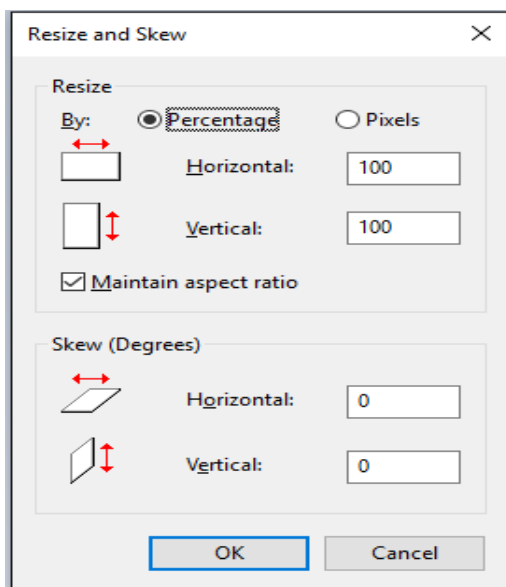 Resize and Skew
Resize
By: Percentage Pixels
Horizontal: 100
Vertical: 100
Maintain aspect ratio
Skew (Degrees)
Horizontal: 0
Vertical: 0
OK Cancel